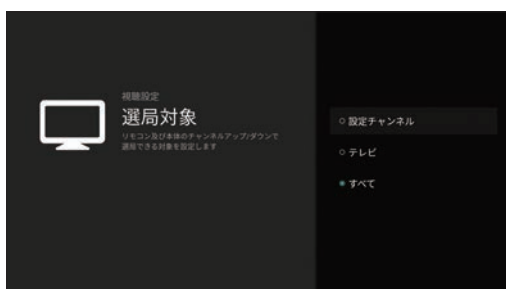 視聴設定
選局対象
リモコン及び本体のチャンネルアップ/ダウンで
選局できる対象を設定します
設定チャンネル
テレビ
すべて